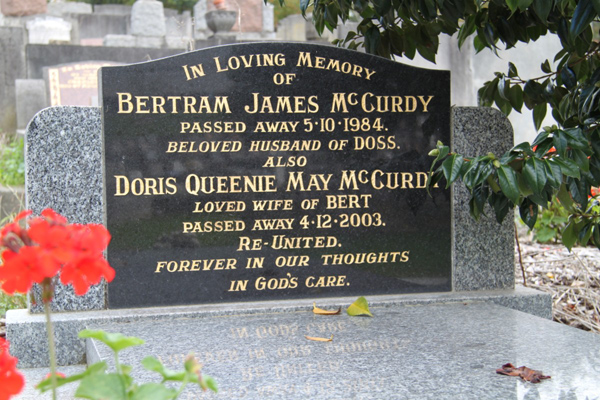 IN LOVING MEMORY
OF
BERTRAM JAMES MCCURDY
PASSED AWAY 5·10·1984.
BELOVED HUSBAND OF DOSS.
ALSO
DORIS QUEENIE MAY MCCURDY
LOVED WIFE OF BERT
PASSED AWAY 4·12·2003.
RE-UNITED.
FOREVER IN OUR THOUGHTS
IN GOD'S CARE.